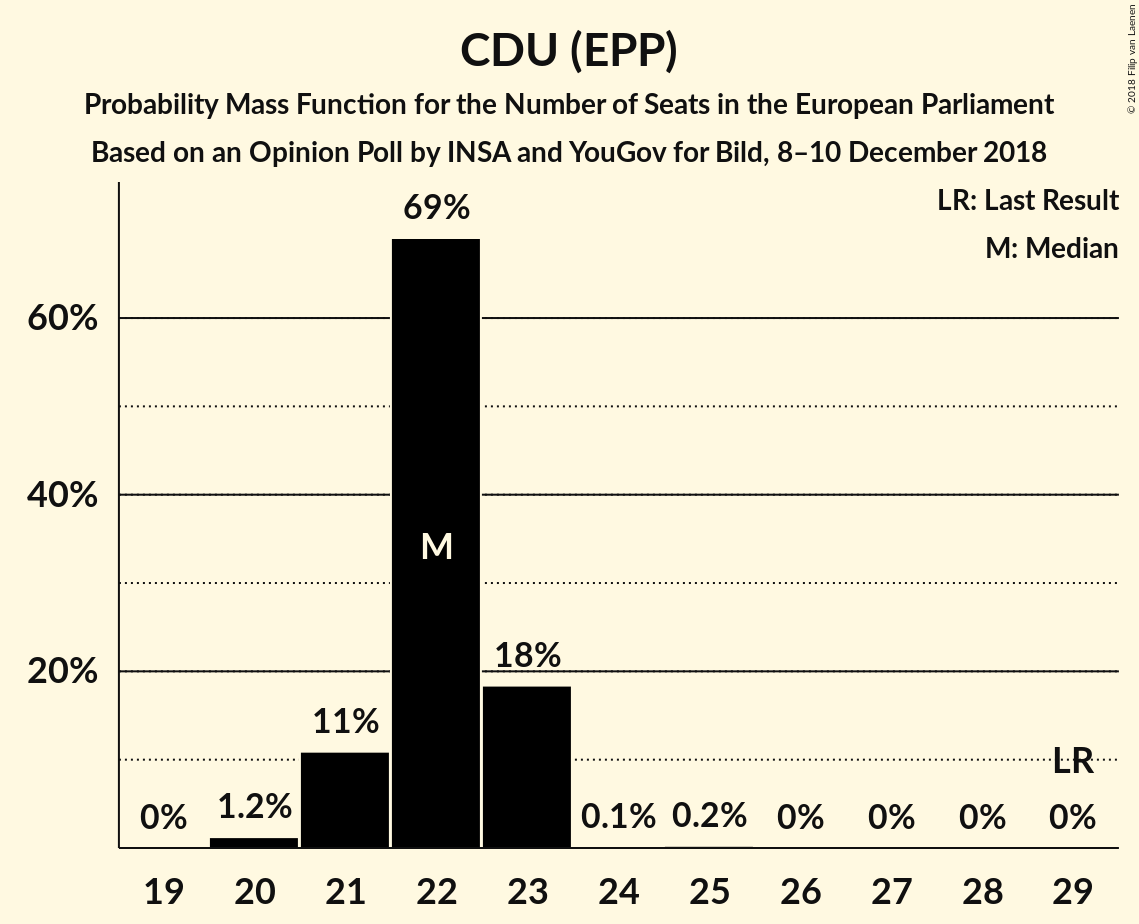 CDU (EPP)
Probability Mass Function for the Number of Seats in the European Parliament
Based on an Opinion Poll by INSA and YouGov for Bild, 8–10 December 2018
© 2018 Filip van Laenen
LR: Last Result
M: Median
69%
60%
40%
M
20%
18%
11%
LR
0% 1.2% 0.1% 0.2% 0% 0% 0% 0%
19 20 21 22 23 24 25 26 27 28 29